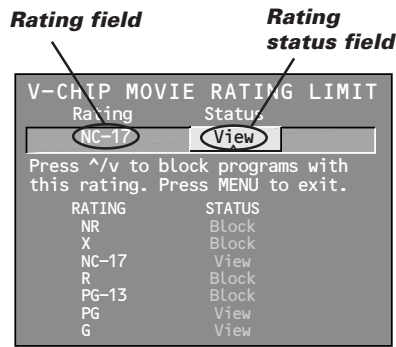 Rating field
Rating
status field
V-CHIP MOVIE RATING LIMIT
Rating Status
NC-17 View
Press ^/v to block programs with
this rating. Press MENU to exit.
RATING STATUS
NR Block
X Block
NC-17 View
R Block
PG-13 Block
PG View
G View